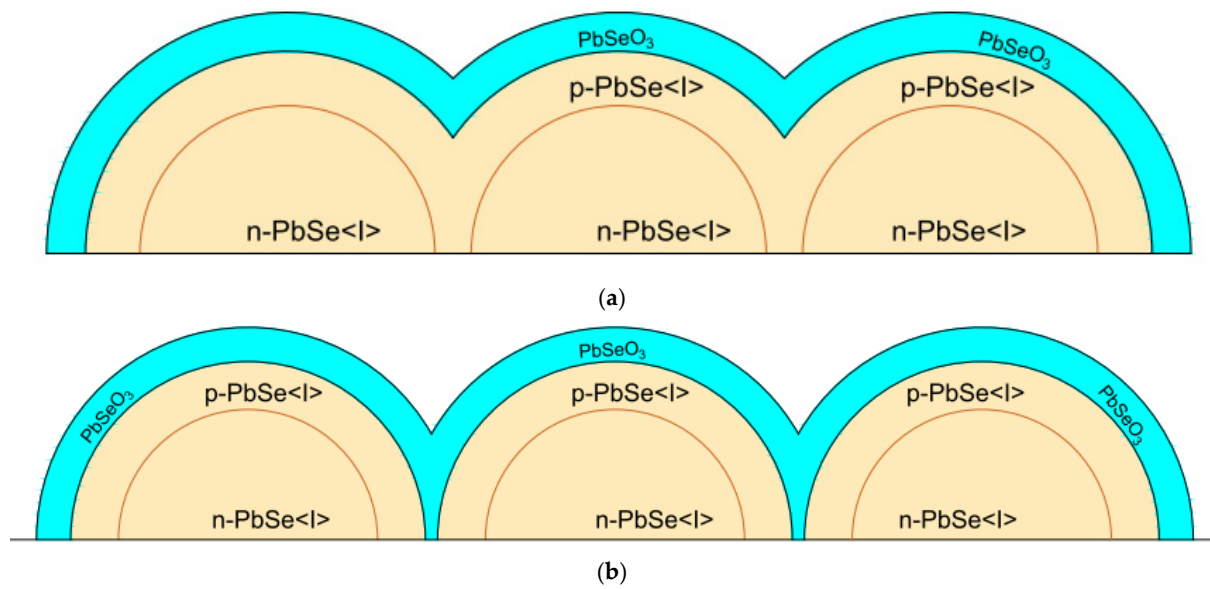 PbSeO₃ PbSeO₃
p-PbSe<I> p-PbSe<I>
n-PbSe<I> n-PbSe<I> n-PbSe<I>
(a)
PbSeO₃ PbSeO₃ PbSeO₃
p-PbSe<I> p-PbSe<I> p-PbSe<I>
n-PbSe<I> n-PbSe<I> n-PbSe<I>
(b)